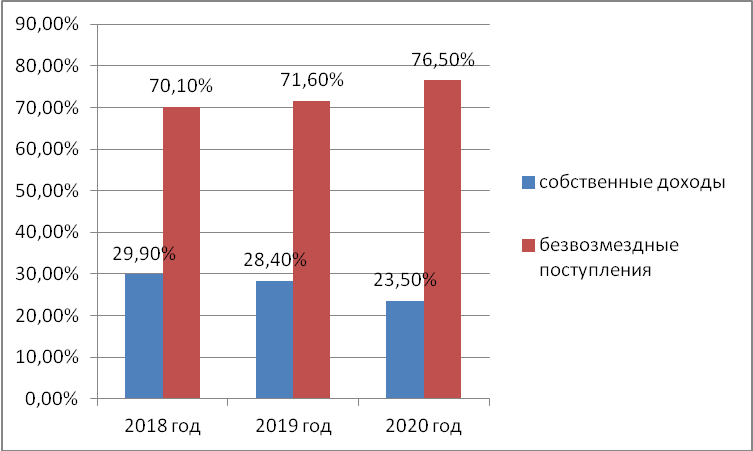 90,00%
80,00%
70,00%
60,00%
50,00%
40,00%
30,00%
20,00%
10,00%
0,00%
70,10%
71,60%
76,50%
29,90%
28,40%
23,50%
2018 год
2019 год
2020 год
собственные доходы
безвозмездные
поступления